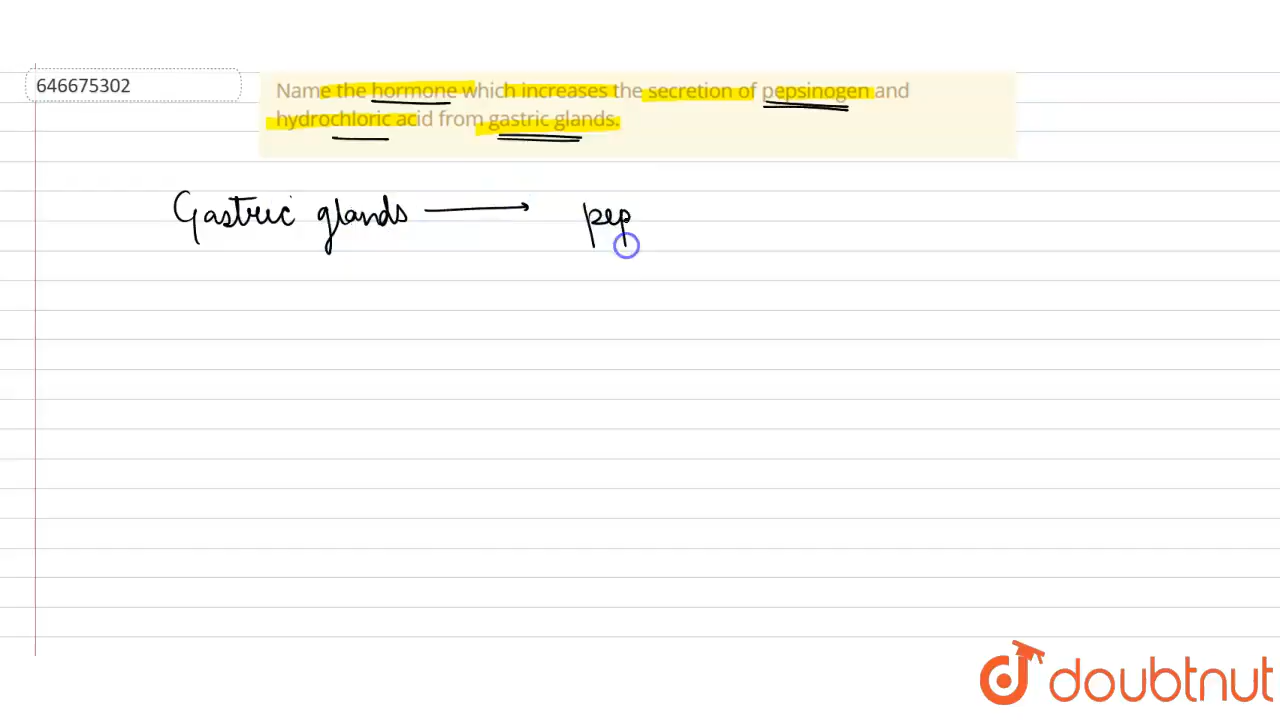 646675302
Name the hormone which increases the secretion of pepsinogen and
hydrochloric acid from gastric glands.
Gastric glands → pep
doubtnut